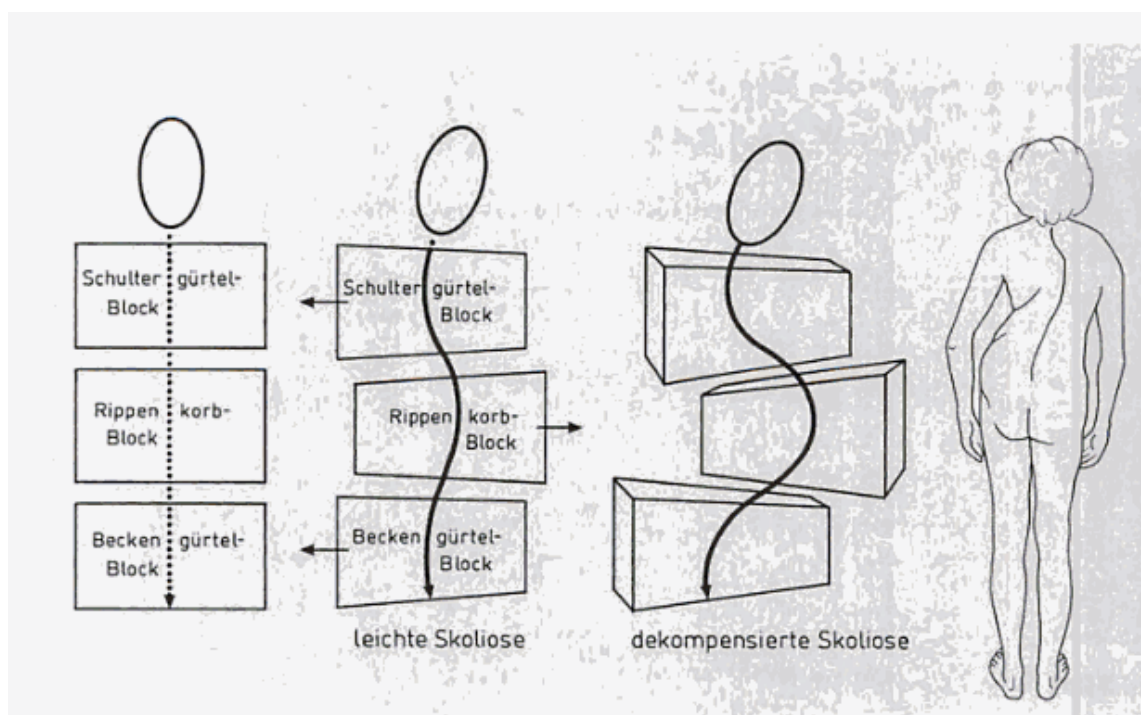 Schulter gürtel-
Block
Rippen korb-
Block
Becken gürtel-
Block
Schulter gürtel-
Block
Rippen korb-
Block
Becken gürtel-
Block
leichte Skoliose
dekompensierte Skoliose